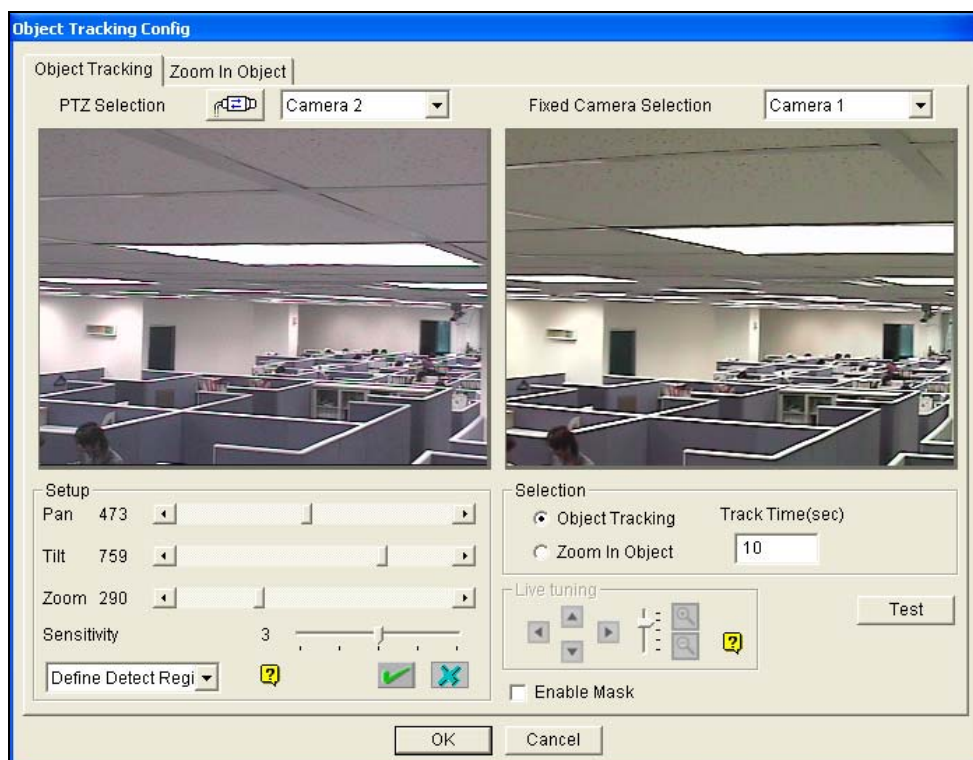 Object Tracking Config
Object Tracking
Zoom In Object
PTZ Selection
Camera 2
Fixed Camera Selection
Camera 1
Setup
Pan 473
Tilt 759
Zoom 290
Sensitivity 3
Define Detect Regi
Selection
Object Tracking
Track Time(sec)
Zoom In Object
10
Live tuning
Test
Enable Mask
OK
Cancel